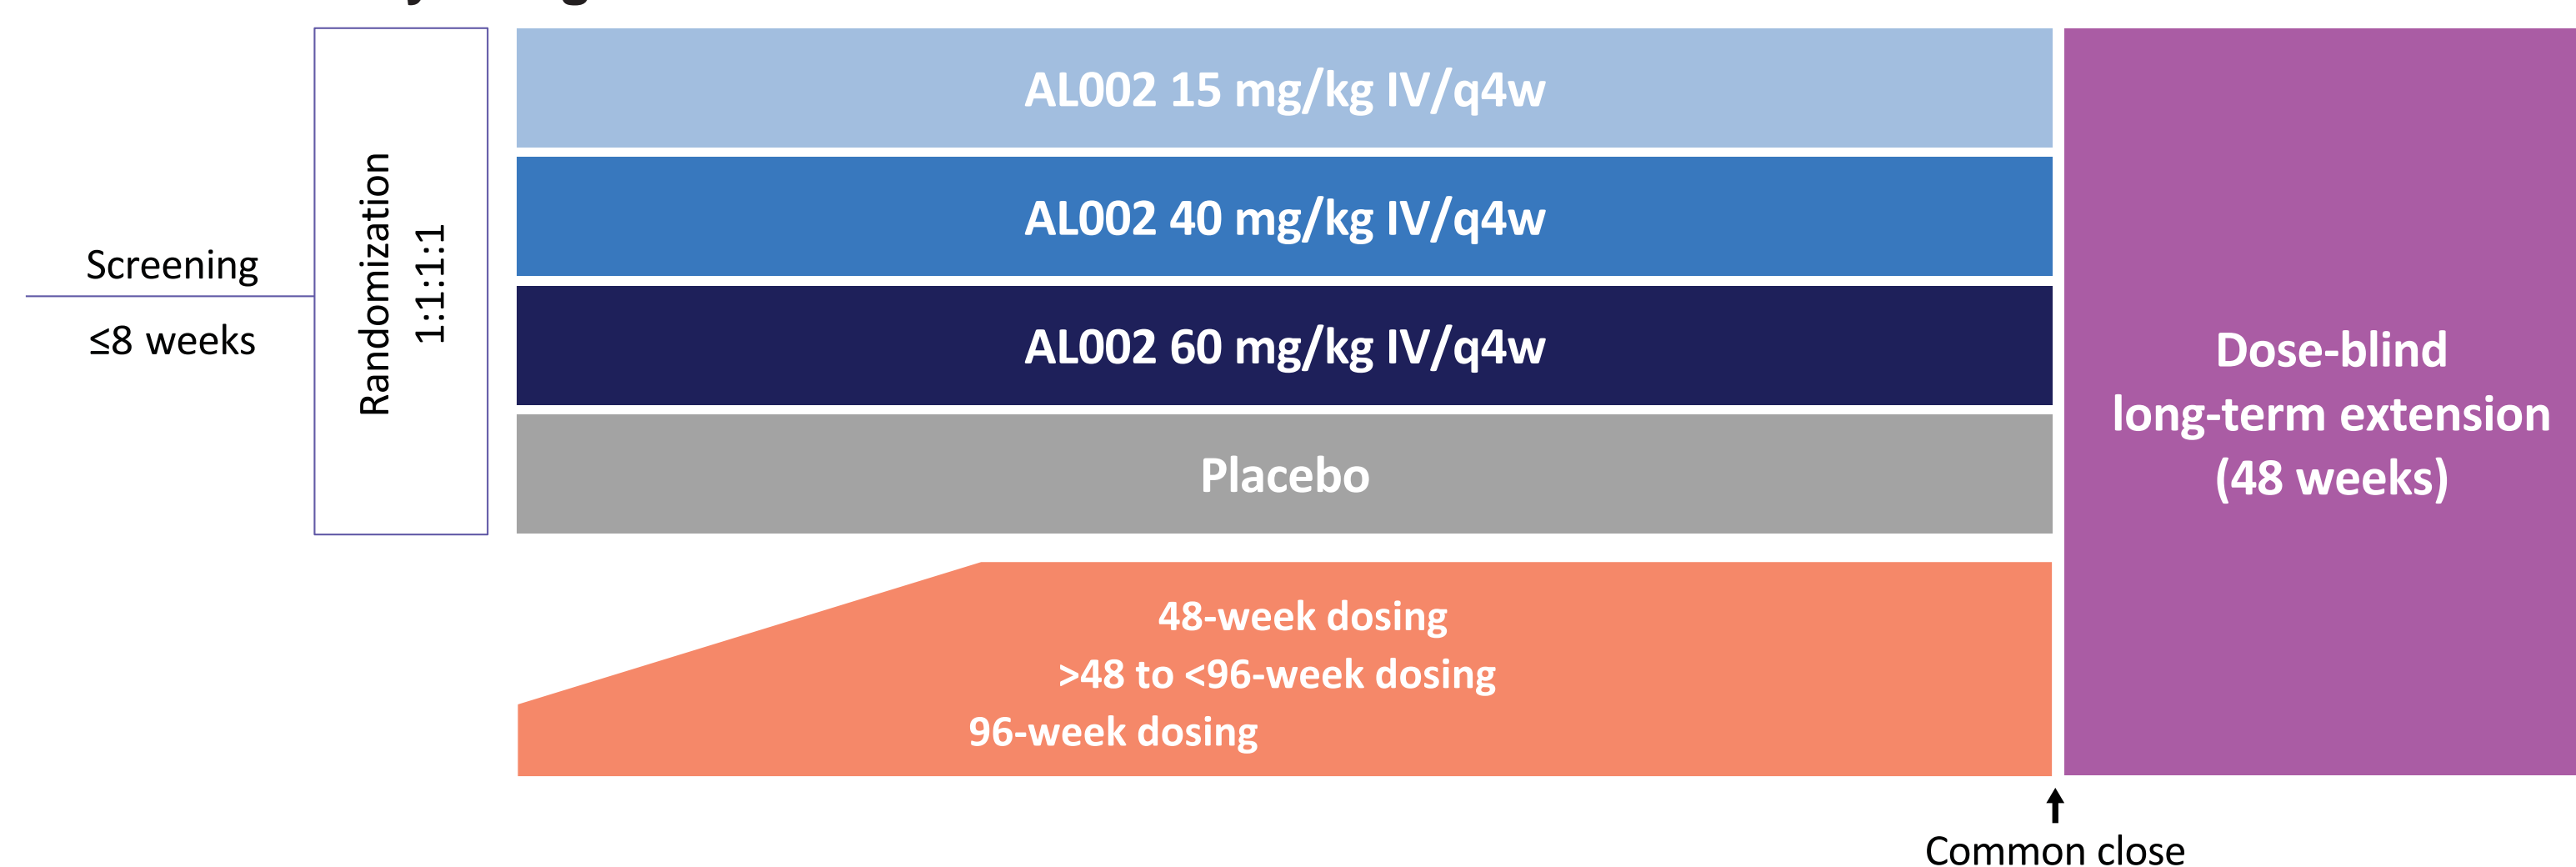 Screening
≤8 weeks
Randomization
1:1:1:1
AL002 15 mg/kg IV/q4w
AL002 40 mg/kg IV/q4w
AL002 60 mg/kg IV/q4w
Placebo
48-week dosing
>48 to <96-week dosing
96-week dosing
Dose-blind
long-term extension
(48 weeks)
Common close